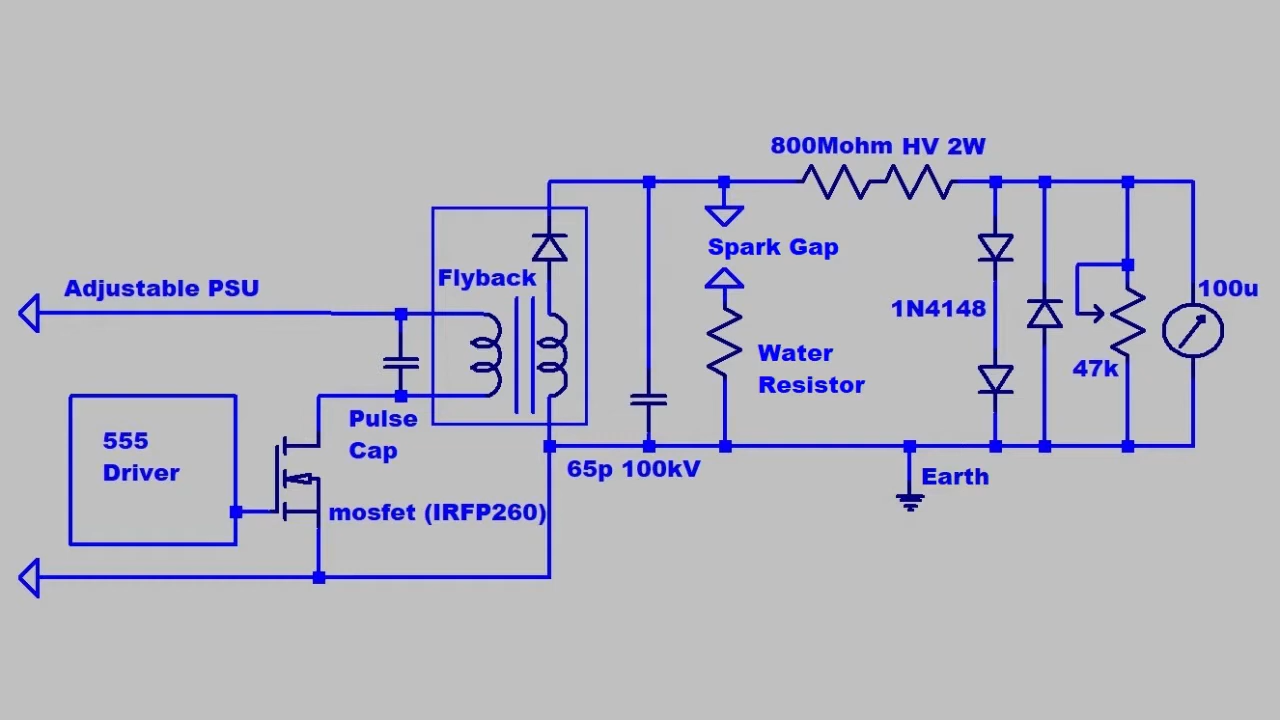 800Mohm HV 2W
Spark Gap
Flyback
Adjustable PSU
100u
1N4148
Water
Resistor
47k
Pulse
Cap
555
Driver
65p 100kV
Earth
mosfet (IRFP260)